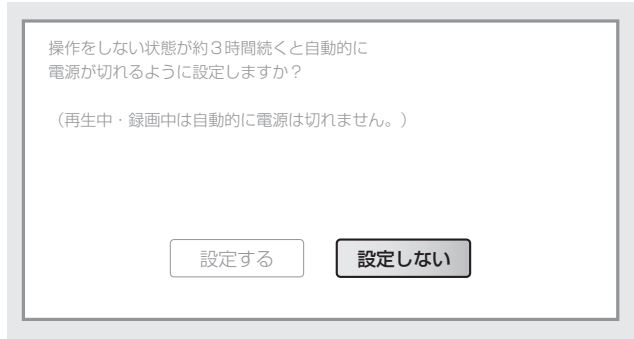 操作をしない状態が約３時間続くと自動的に
電源が切れるように設定しますか？
（再生中・録画中は自動的に電源は切れません。）
設定する
設定しない